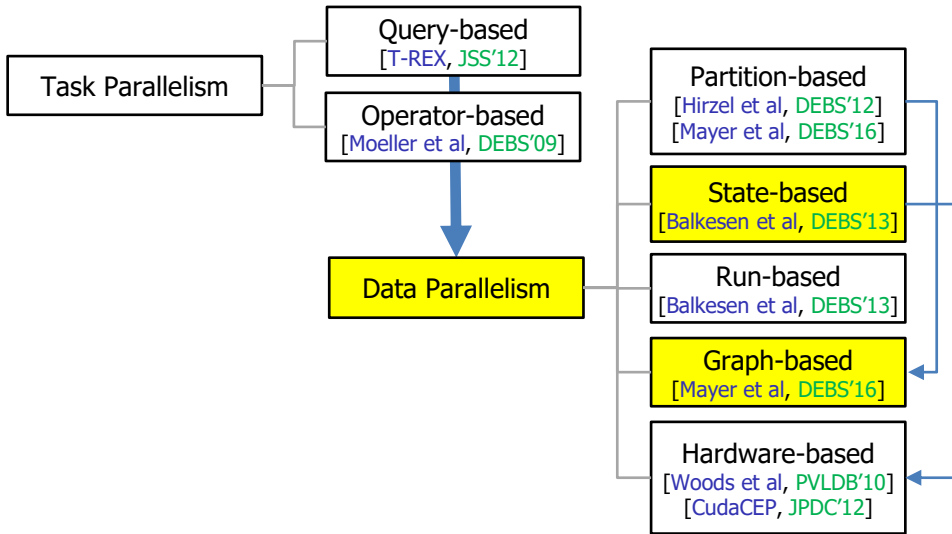 Task Parallelism
Query-based
[T-REX, JSS’12]
Operator-based
[Moeller et al, DEBS’09]
Data Parallelism
Partition-based
[Hirzel et al, DEBS’12]
[Mayer et al, DEBS’16]
State-based
[Balkesen et al, DEBS’13]
Run-based
[Balkesen et al, DEBS’13]
Graph-based
[Mayer et al, DEBS’16]
Hardware-based
[Woods et al, PVLDB’10]
[CudaCEP, JPDC’12]